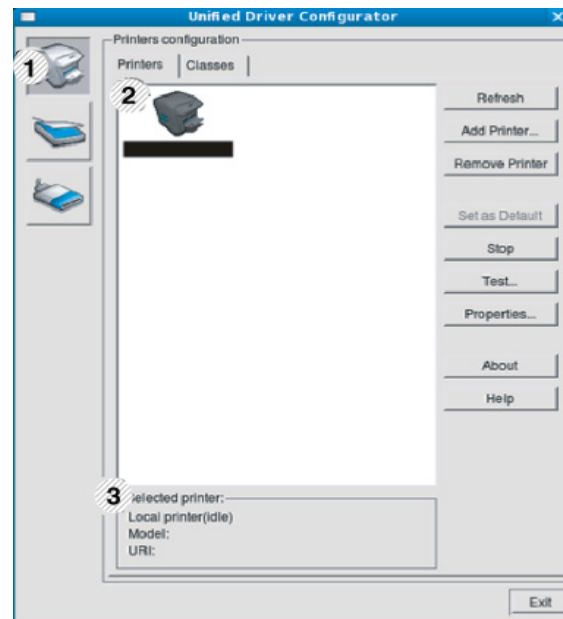 Unified Driver Configurator
1
Printers configuration
Printers
Classes
2
Refresh
Add Printer...
Remove Printer
Set as Default
Stop
Test...
Properties...
About
Help
3
Selected printer:
Local printer(idle)
Model:
URI:
Exit